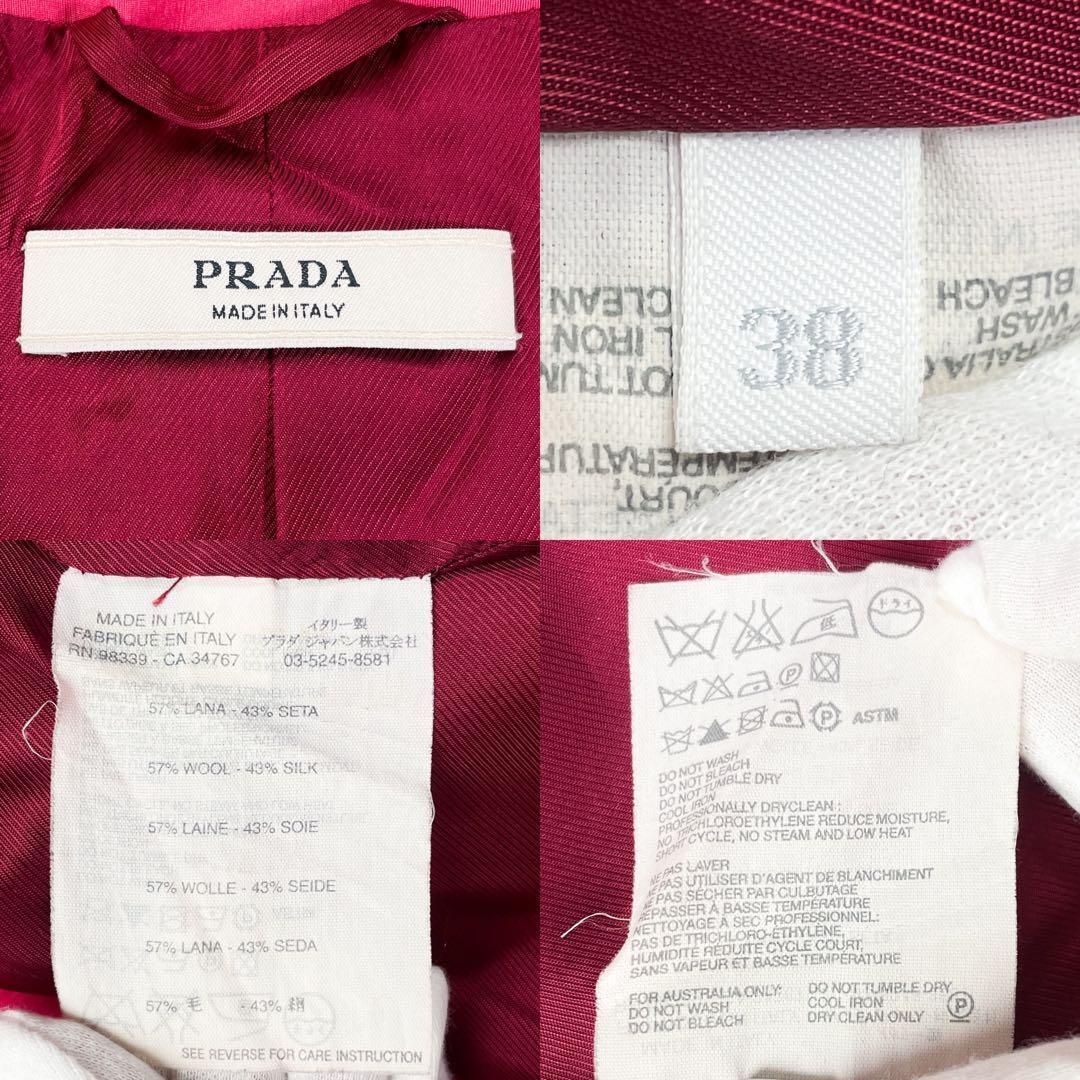 PRADA
MADE IN ITALY
BLEACH
CLEAN
WASH
IRON
38
MADE IN ITALY
FABRIQUÉ EN ITALY
RN 98339 - CA 34767
イタリー製
プラダ ジャパン株式会社
03-5245-8581
57% LANA - 43% SETA
57% WOOL - 43% SILK
57% LAINE - 43% SOIE
57% WOLLE - 43% SEIDE
57% LANA - 43% SEDA
57% 毛 - 43% 絹
SEE REVERSE FOR CARE INSTRUCTION
低
ドライ
P
P ASTM
DO NOT WASH
DO NOT BLEACH
DO NOT TUMBLE DRY
COOL IRON
PROFESSIONALLY DRYCLEAN :
NO TRICHLOROETHYLENE REDUCE MOISTURE,
SHORT CYCLE, NO STEAM AND LOW HEAT
NE PAS LAVER
NE PAS UTILISER D'AGENT DE BLANCHIMENT
NE PAS SÉCHER PAR CULBUTAGE
REPASSER À BASSE TEMPÉRATURE
NETTOYAGE À SEC PROFESSIONNEL:
PAS DE TRICHLORO-ÉTHYLÈNE,
HUMIDITE RÉDUITE CYCLE COURT,
SANS VAPEUR ET BASSE TEMPÉRATURE
FOR AUSTRALIA ONLY:
DO NOT WASH
DO NOT BLEACH
DO NOT TUMBLE DRY
COOL IRON
DRY CLEAN ONLY
P